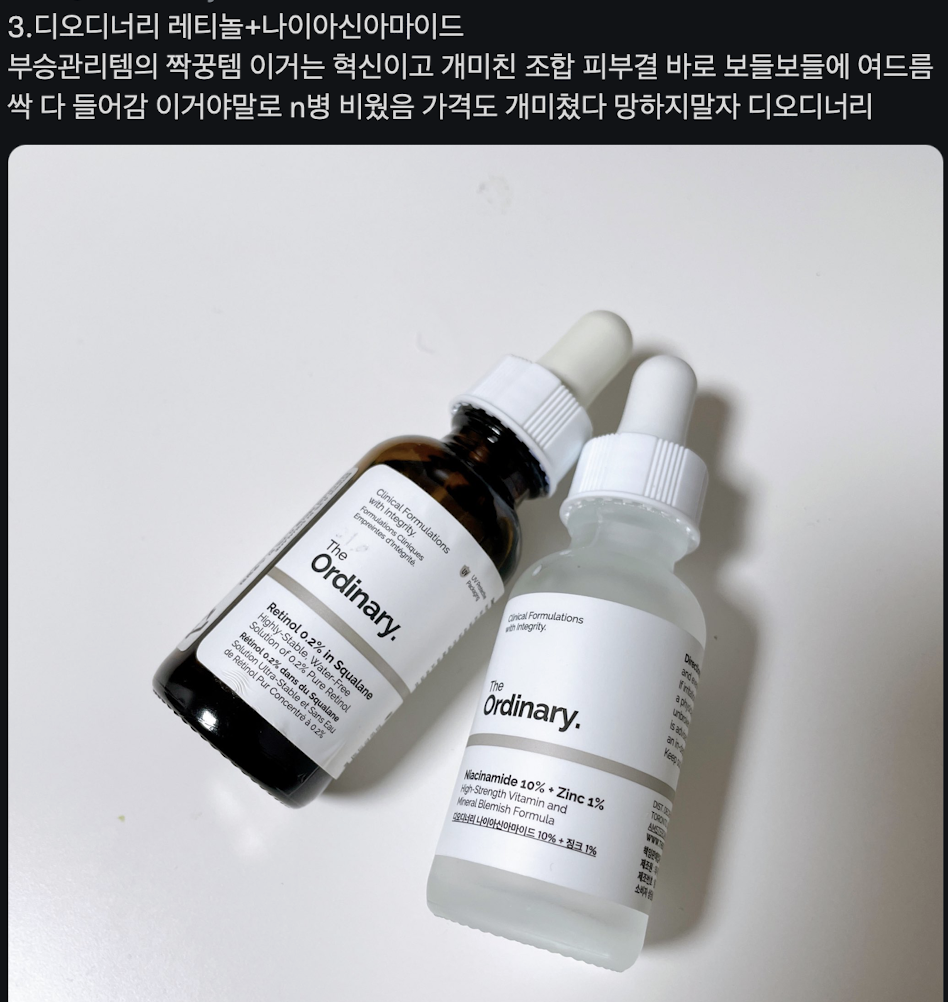 3.디오디너리 레티놀+나이아신아마이드
부승관리템의 짝꿍템 이거는 혁신이고 개미친 조합 피부결 바로 보들보들에 여드름
싹 다 들어감 이거야말로 n병 비웠음 가격도 개미쳤다 망하지말자 디오디너리
Clinical Formulations
with Integrity.
Formulations Cliniques
Empreintes d'Intégrité.
UV-Protective
Packaging
The
Ordinary.
Retinol 0.2% in Squalane
Highly-Stable, Water-Free
Solution of 0.2% Pure Retinol
Rétinol 0.2% dans du Squalane
Solution Ultra-Stable et Sans Eau
de Rétinol Pur Concentré à 0.2%
Clinical Formulations
with Integrity.
The
Ordinary.
Niacinamide 10% + Zinc 1%
High-Strength Vitamin and
Mineral Blemish Formula
디오디너리 나이아신아마이드 10% + 징크 1%